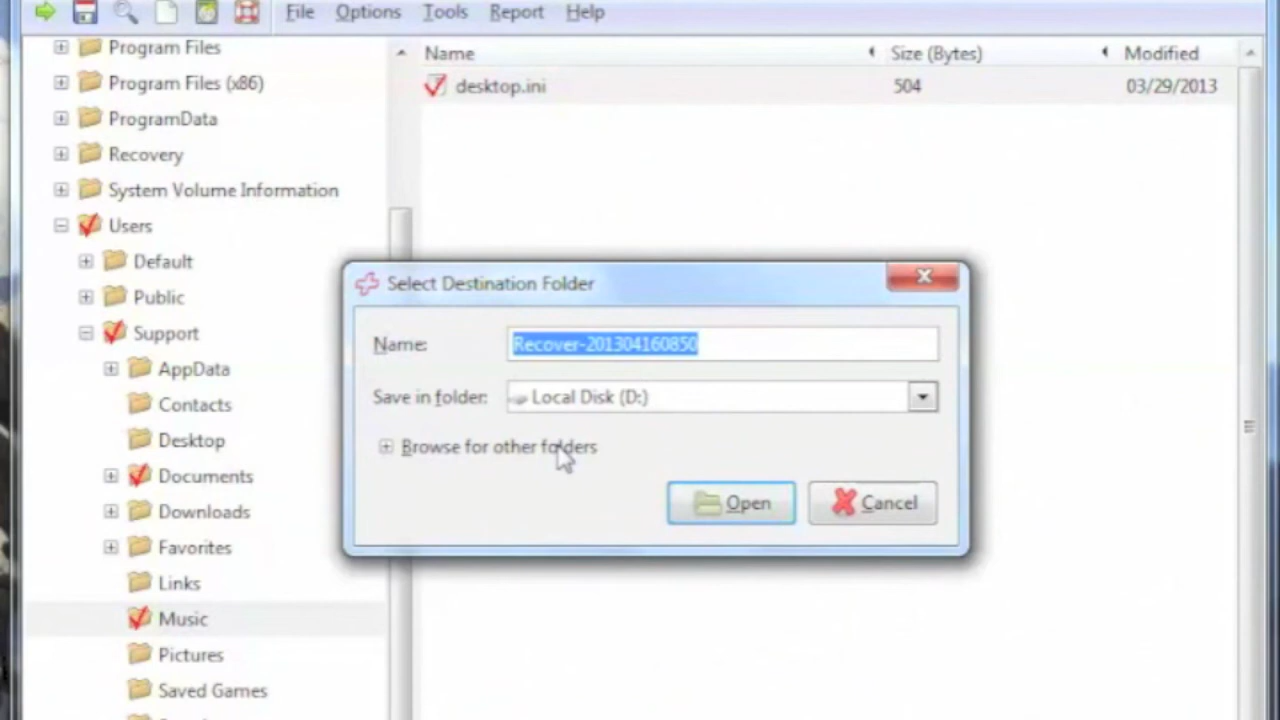 File Options Tools Report Help
Program Files
Program Files (x86)
ProgramData
Recovery
System Volume Information
Users
Default
Public
Support
AppData
Contacts
Desktop
Documents
Downloads
Favorites
Links
Music
Pictures
Saved Games
Name Size (Bytes) Modified
desktop.ini 504 03/29/2013
Select Destination Folder
Name: Recover-201304160850
Save in folder: Local Disk (D:)
Browse for other folders
Open Cancel